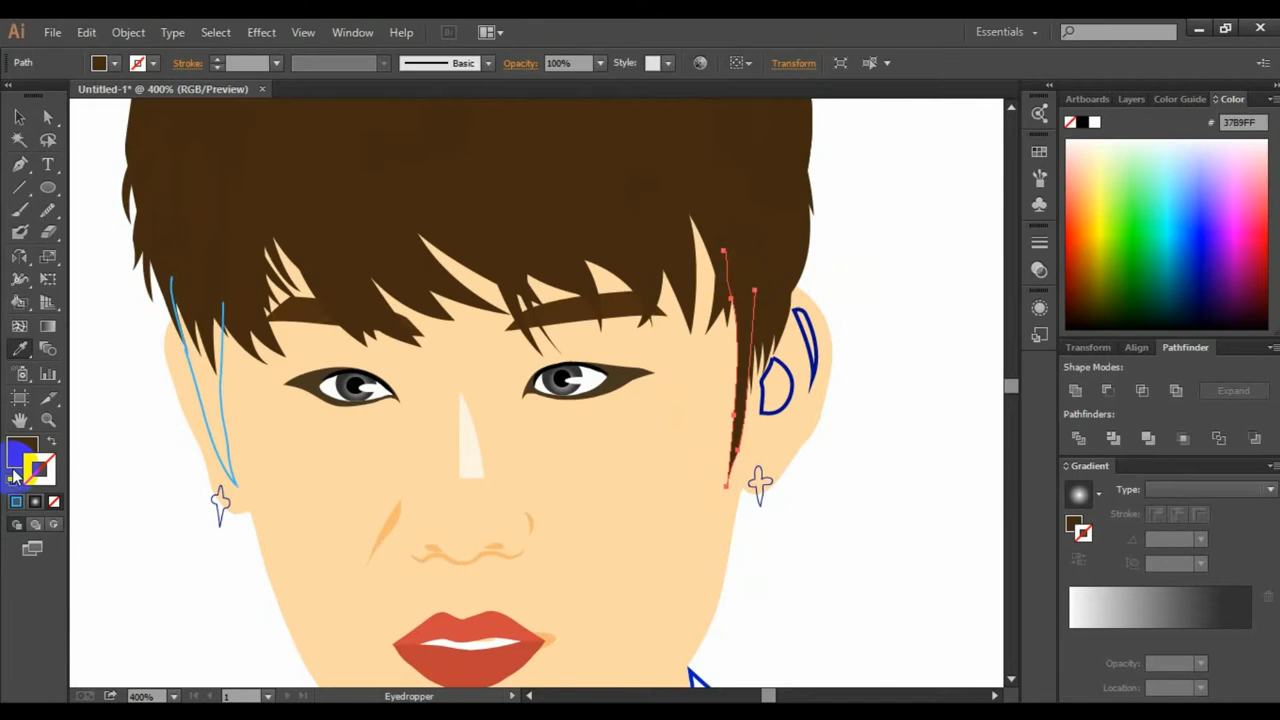 Ai File Edit Object Type Select Effect View Window Help Br Essentials
Path Stroke: Basic Opacity: 100% Style: Transform
Untitled-1* @ 400% (RGB/Preview)
Artboards Layers Color Guide Color
# 37B9FF
Transform Align Pathfinder
Shape Modes:
Expand
Pathfinders:
Gradient
Type:
Stroke:
Opacity:
Location:
400% 1 Eyedropper